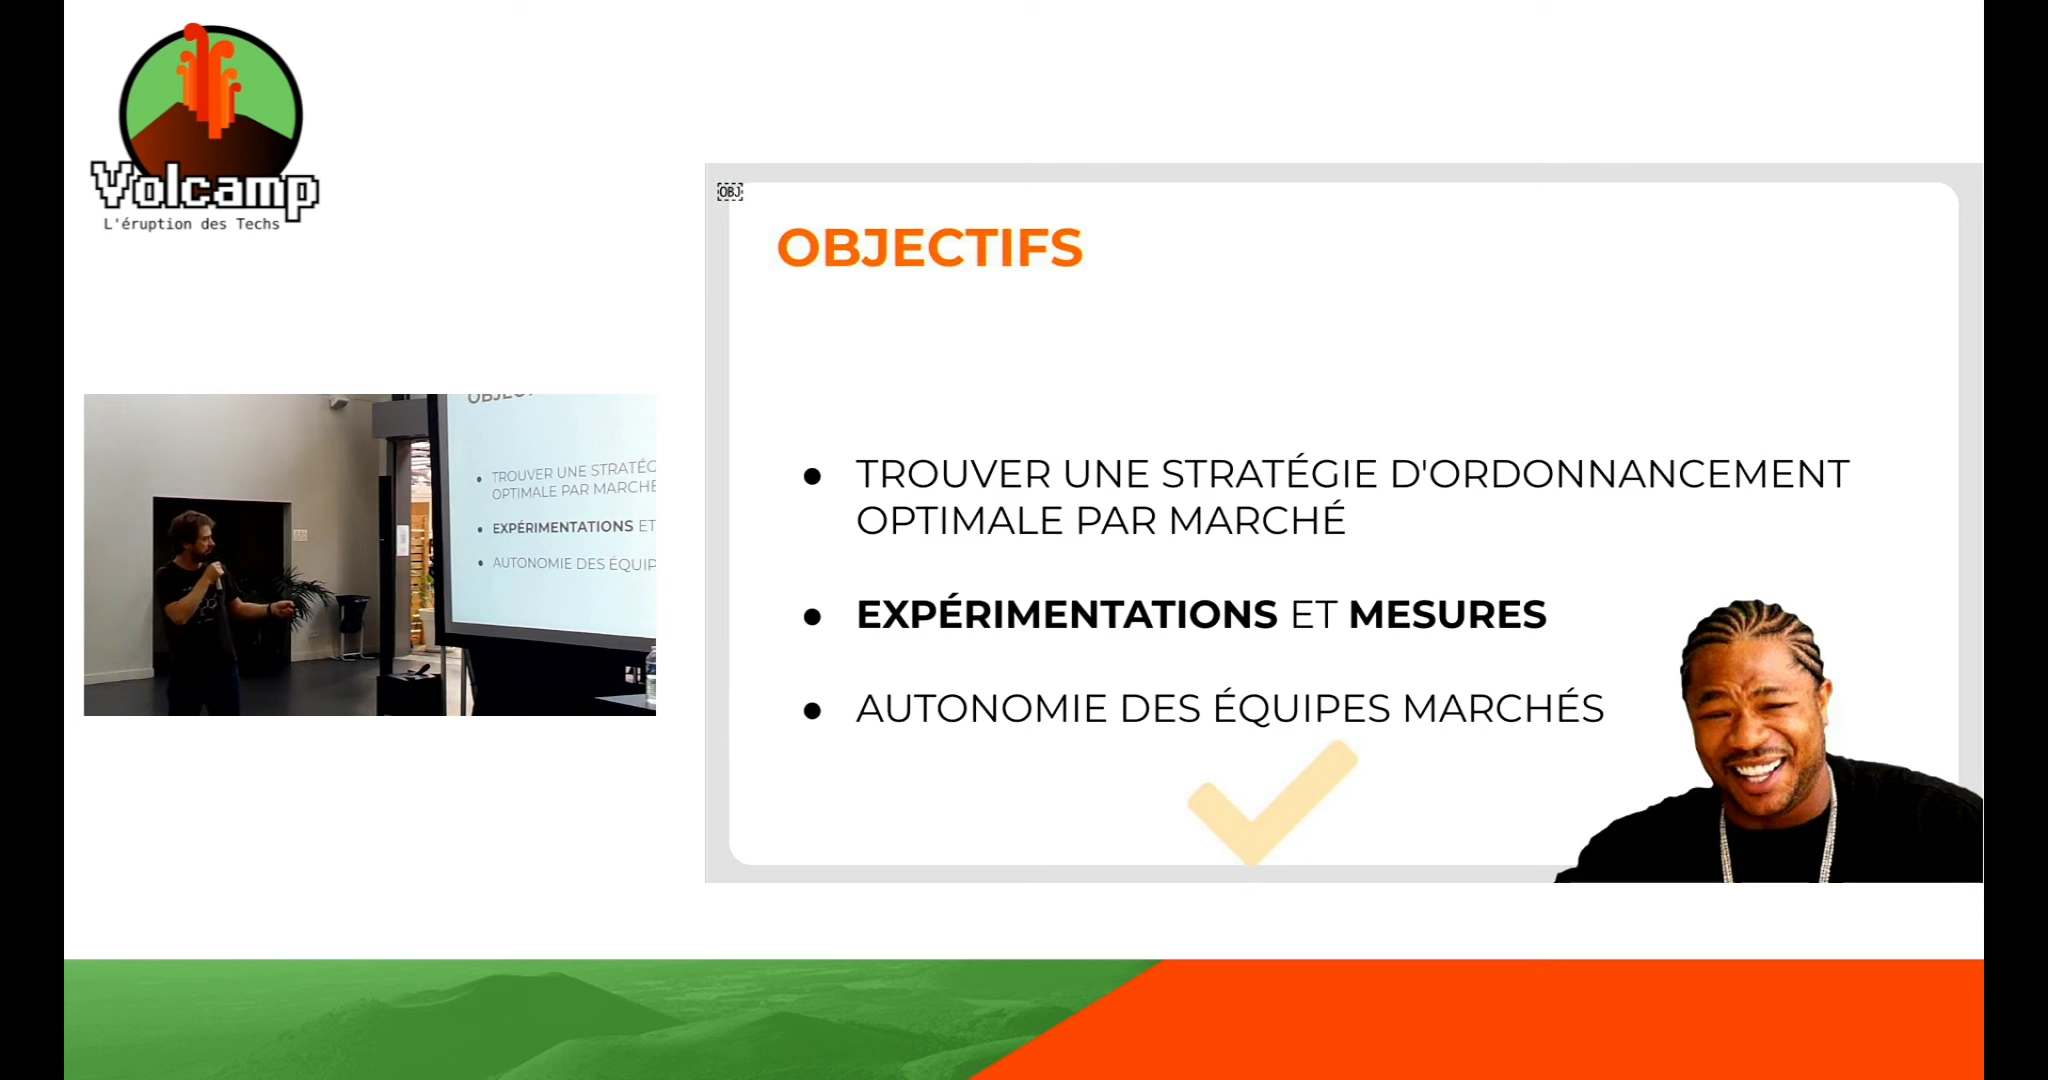 Volcamp
L'éruption des Techs
OBJ
OBJECTIFS
● TROUVER UNE STRATÉGIE D'ORDONNANCEMENT
OPTIMALE PAR MARCHÉ
● EXPÉRIMENTATIONS ET MESURES
● AUTONOMIE DES ÉQUIPES MARCHÉS
● TROUVER UNE STRATÉG
OPTIMALE PAR MARCHÉ
● EXPÉRIMENTATIONS ET
● AUTONOMIE DES ÉQUIP